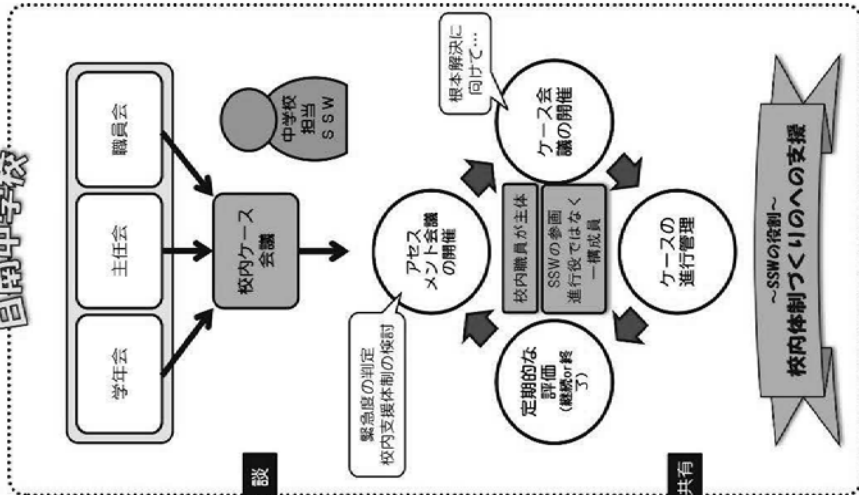 学年会
主任会
職員会
校内ケース
会議
中学校
担当
SSW
談
緊急度の判定
校内支援体制の検討
アセス
メント会議
の開催
根本解決に
向けて…
ケース会
議の開催
校内職員が主体
SSWの参画
進行役ではなく
一構成員
定期的な
評価
(継続or終
了)
ケースの
進行管理
共有
～SSWの役割～
校内体制づくりのへの支援